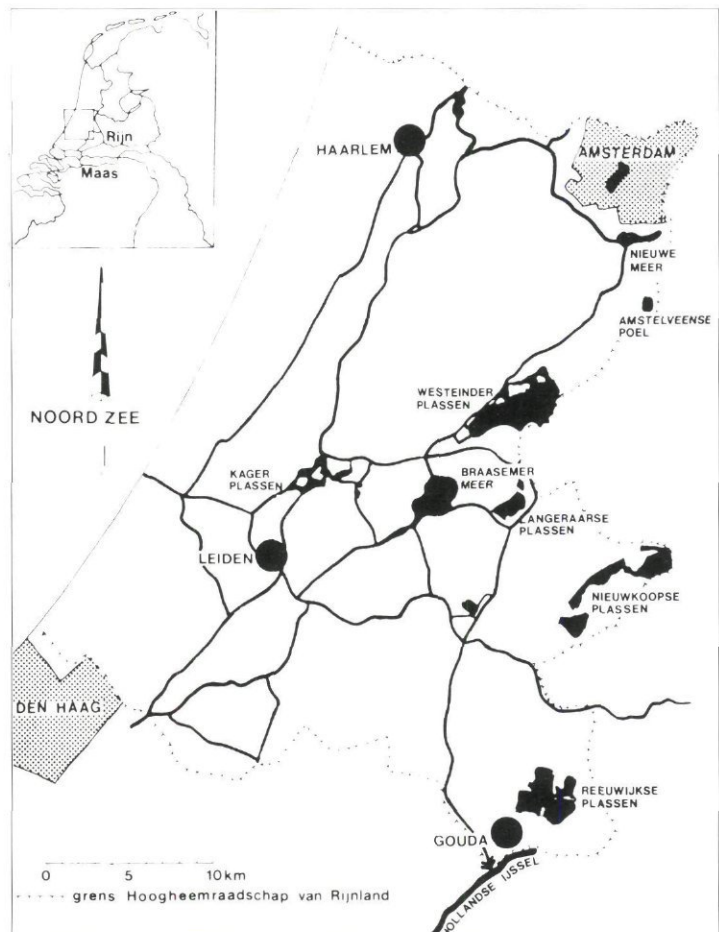 Rijn
Maas
HAARLEM
AMSTERDAM
NIEUWE
MEER
AMSTELVEENSE
POEL
NOORD ZEE
WESTEINDER
PLASSEN
KAGER
PLASSEN
BRAASEMER
MEER
LANGERAARSE
PLASSEN
LEIDEN
NIEUWKOOPSE
PLASSEN
DEN HAAG
REEUWIJKSE
PLASSEN
GOUDA
HOLLANDSE IJSSEL
0 5 10km
..... grens Hoogheemraadschap van Rijnland